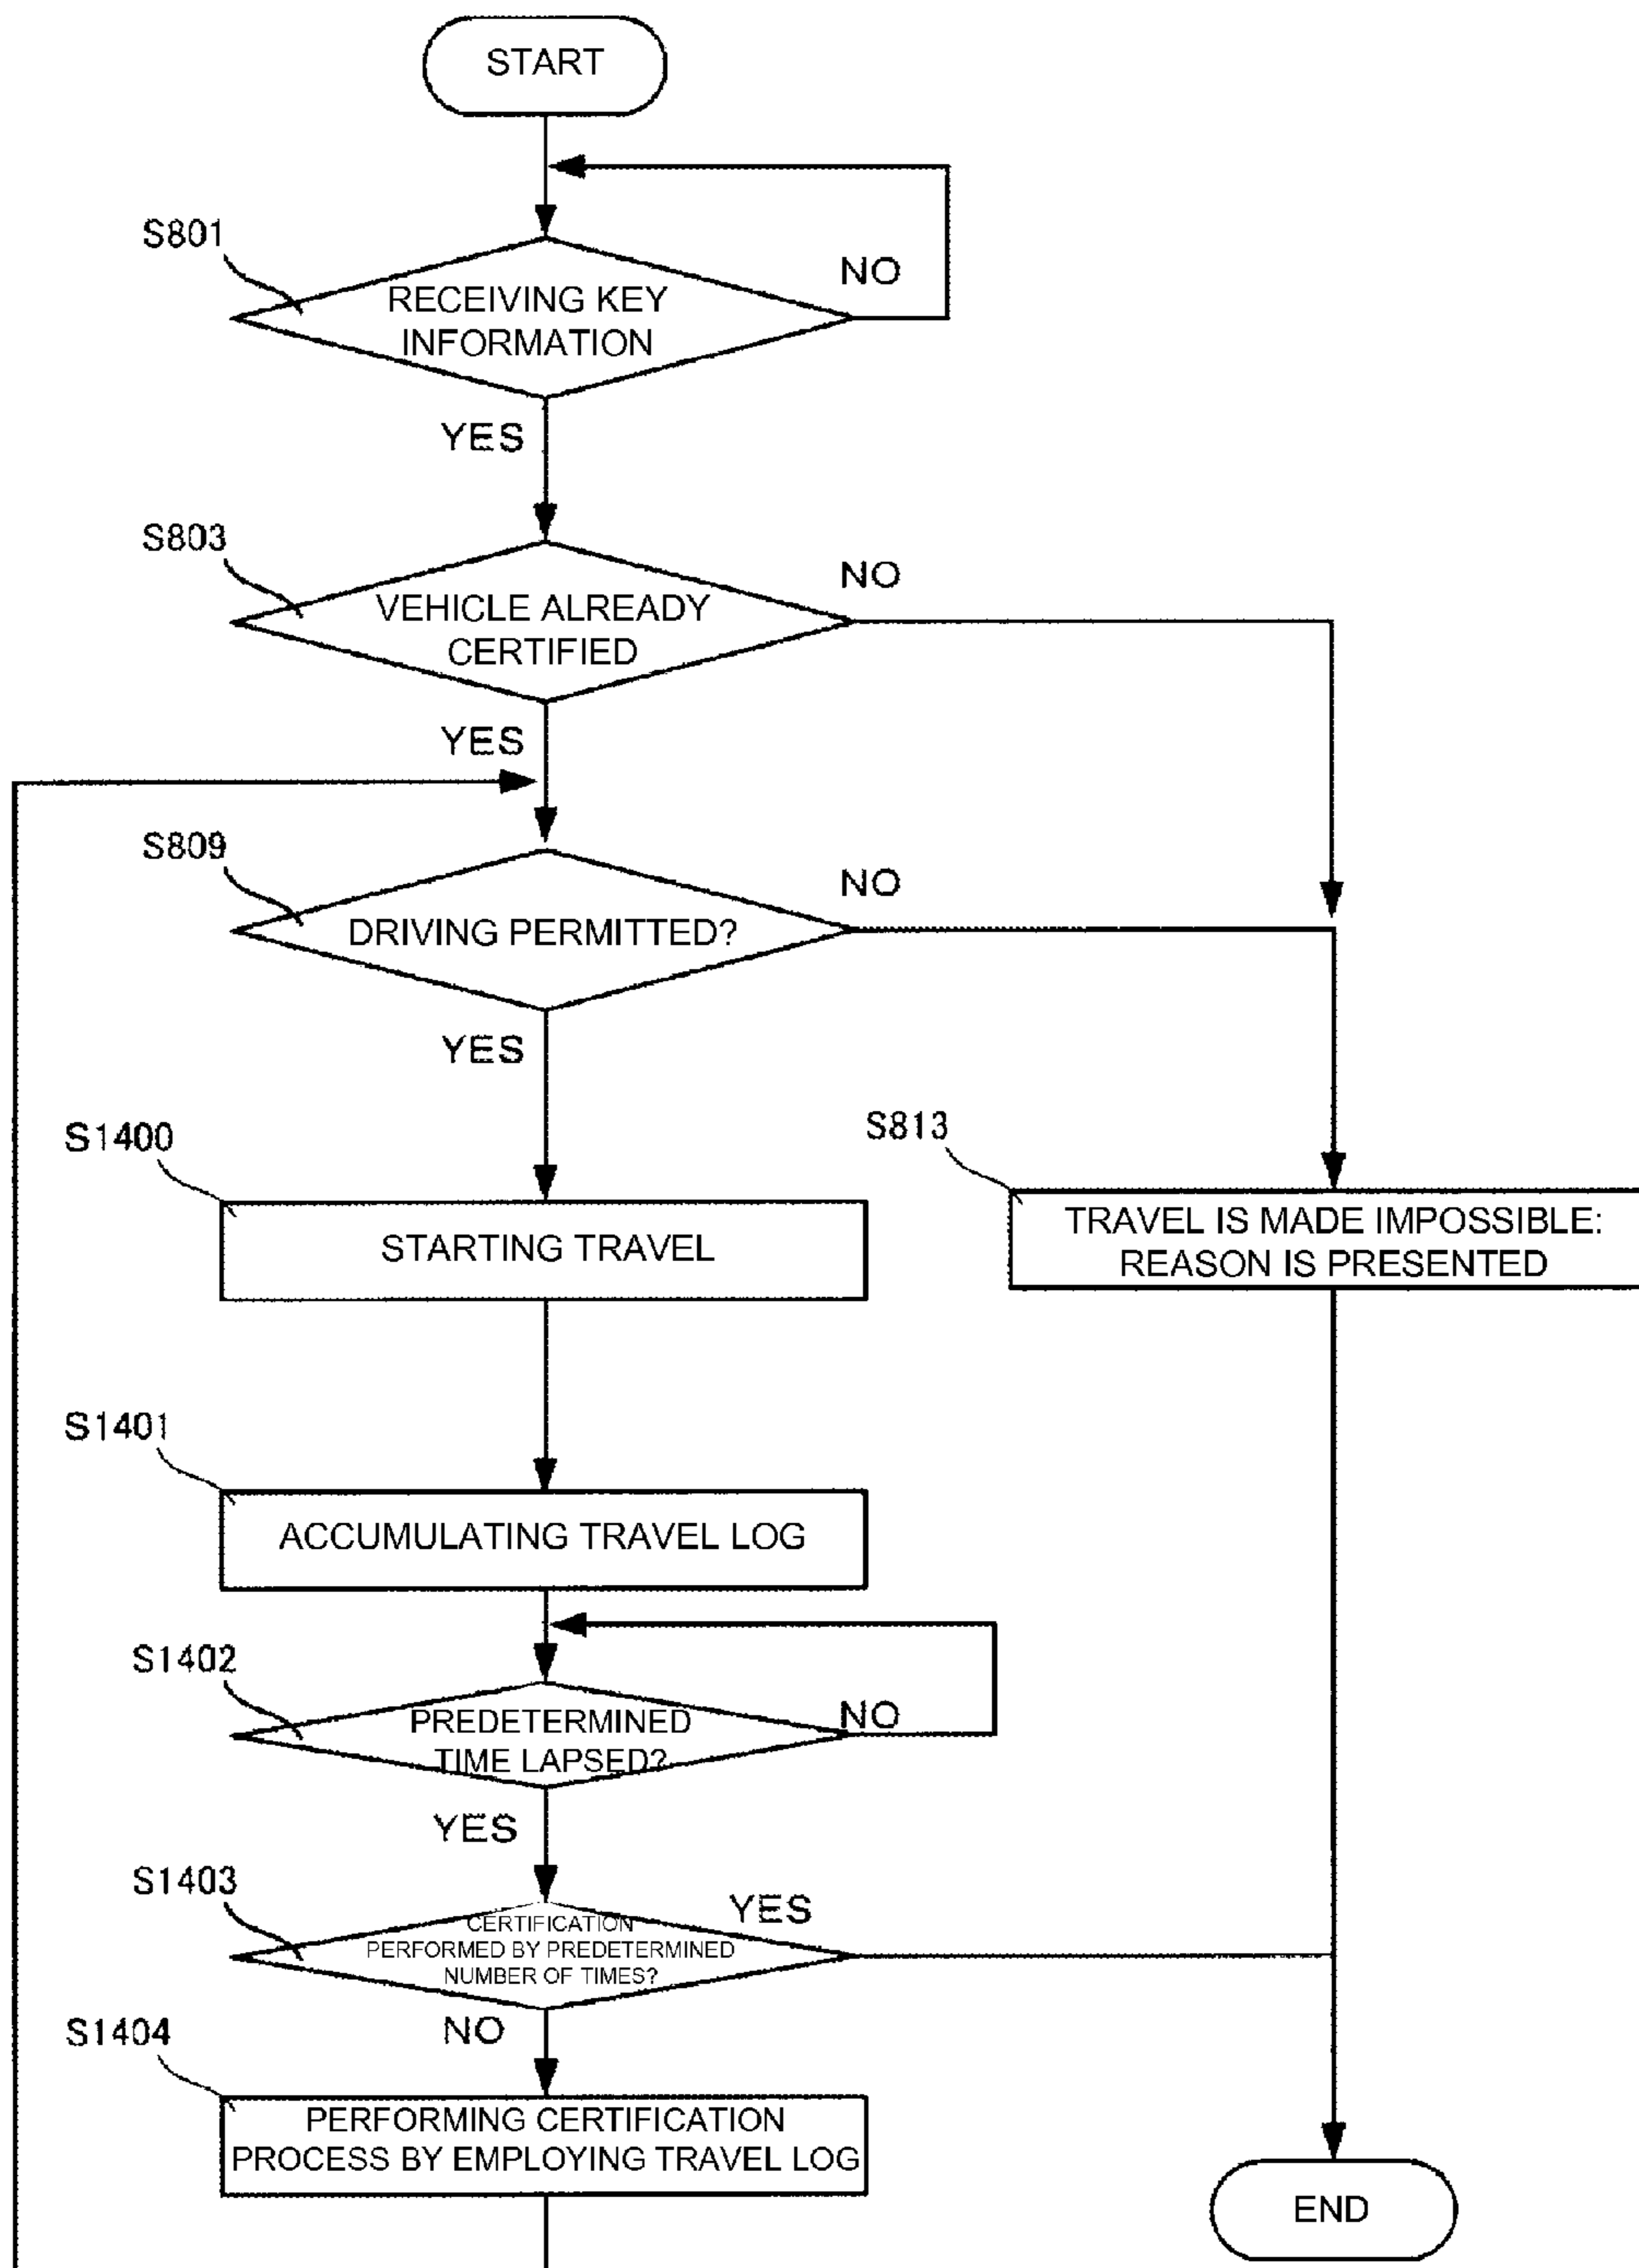 START
S801
NO
RECEIVING KEY
INFORMATION
YES
S803
NO
VEHICLE ALREADY
CERTIFIED
YES
S809
NO
DRIVING PERMITTED?
YES
S1400
S813
STARTING TRAVEL
TRAVEL IS MADE IMPOSSIBLE:
REASON IS PRESENTED
S1401
ACCUMULATING TRAVEL LOG
S1402
NO
PREDETERMINED
TIME LAPSED?
YES
S1403
YES
CERTIFICATION
PERFORMED BY PREDETERMINED
NUMBER OF TIMES?
NO
S1404
PERFORMING CERTIFICATION
PROCESS BY EMPLOYING TRAVEL LOG
END